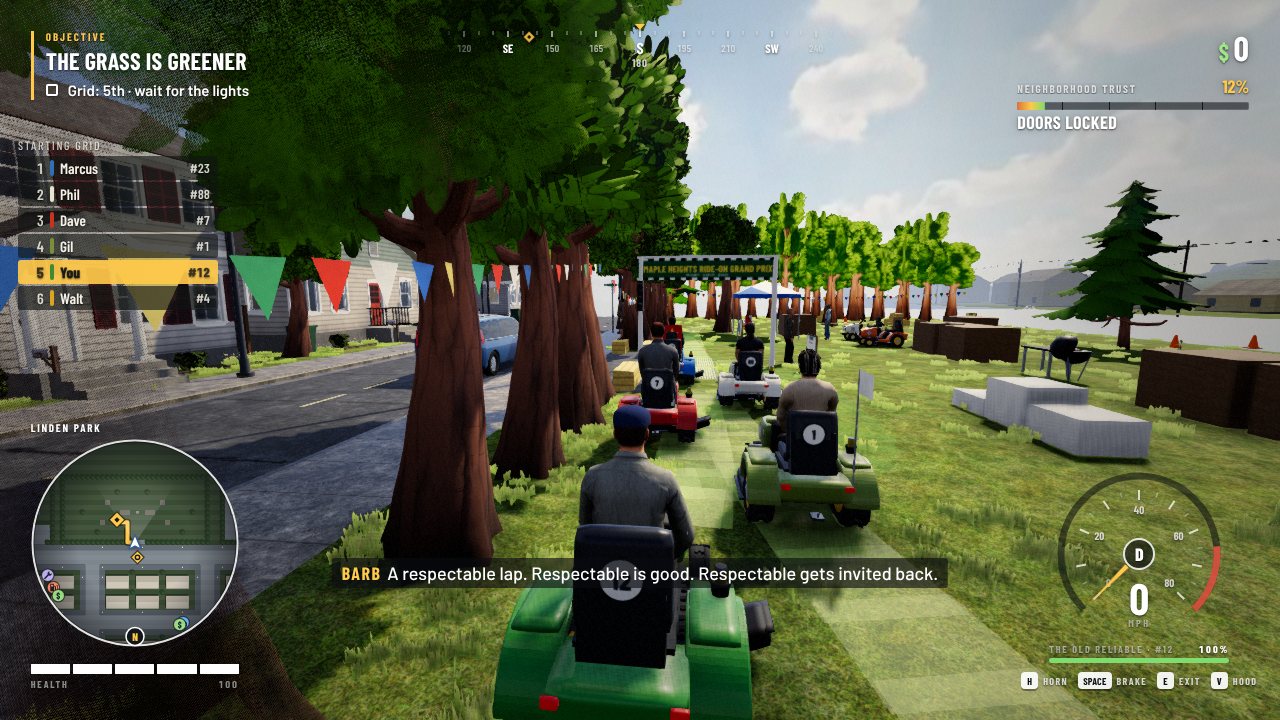 OBJECTIVE
THE GRASS IS GREENER
Grid: 5th · wait for the lights
120 SE 150 165 S 195 210 SW 240
180
$0
NEIGHBORHOOD TRUST 12%
DOORS LOCKED
STARTING GRID
1 Marcus #23
2 Phil #88
3 Dave #7
4 Gil #1
5 You #12
6 Walt #4
MAPLE HEIGHTS RIDE-ON GRAND PRIX
7
1
12
LINDEN PARK
N
$
$
HEALTH 100
BARB A respectable lap. Respectable is good. Respectable gets invited back.
0 20 40 60 80
D
0
MPH
THE OLD RELIABLE · #12 100%
H HORN SPACE BRAKE E EXIT V HOOD